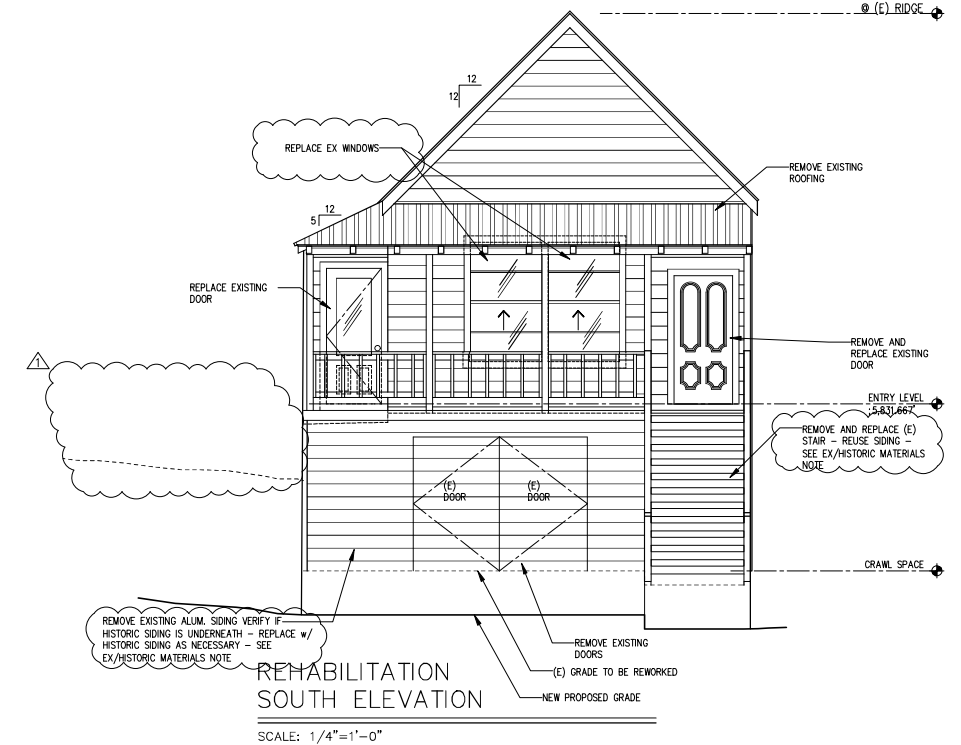 @ (E) RIDGE
12
12
REPLACE EX WINDOWS
REMOVE EXISTING
ROOFING
12
5
REPLACE EXISTING
DOOR
REMOVE AND
REPLACE EXISTING
DOOR
1
ENTRY LEVEL
5,831.667'
REMOVE AND REPLACE (E)
STAIR – REUSE SIDING –
SEE EX/HISTORIC MATERIALS
NOTE
(E)
DOOR
(E)
DOOR
CRAWL SPACE
REMOVE EXISTING ALUM. SIDING VERIFY IF
HISTORIC SIDING IS UNDERNEATH – REPLACE w/
HISTORIC SIDING AS NECESSARY – SEE
EX/HISTORIC MATERIALS NOTE
REMOVE EXISTING
DOORS
(E) GRADE TO BE REWORKED
NEW PROPOSED GRADE
REHABILITATION
SOUTH ELEVATION
SCALE: 1/4"=1'-0"